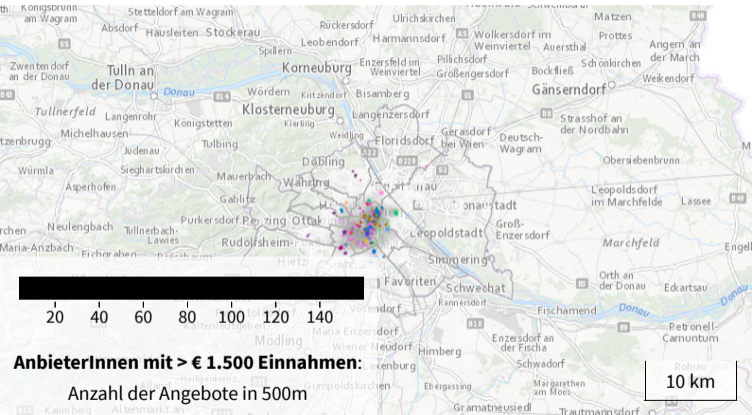 Königsbrunn
am Wagram
Stetteldorf am Wagram
Absdorf
Hausleiten
Stockerau
Rückersdorf
Leobendorf
Ulrichskirchen
Harmannsdorf
Wolkersdorf im
Weinviertel
Auersthal
Matzen
Prottes
Angern an
der March
Spillern
Korneuburg
Enzersfeld im
Weinviertel
Pillichsdorf
Großengersdorf
Bockfließ
Schönkirchen
Weikendorf
Gänserndorf
Zwentendorf
an der Donau
Tulln an
der Donau
Donau
Wördern
Kritzendorf
Bisamberg
Klosterneuburg
Kierling
Langenzersdorf
Weidling
Floridsdorf
Gerasdorf
bei Wien
Deutsch-
Wagram
Strasshof an
der Nordbahn
Tullnerfeld
Langenrohr
Königstetten
Michelhausen
Tulbing
Judenau
Sieghartskirchen
Würmla
Asperhofen
Mauerbach
Gablitz
Döbling
Währing
Obersiebenbrunn
Leopoldsdorf
im Marchfelde
Lassee
Purkersdorf
Ottak
Neulengbach
Tullnerbach-
Lawies
Maria-Anzbach
Eichgraben
Rudolfsheim-
Leopoldstadt
onaustadt
Groß-
Enzersdorf
Marchfeld
Hietzi
Simmering
Favoriten
Schwechat
Rannersdorf
Orth an
der Donau
Eckartsau
Donau
Donau
Fischamend
Petronell-
Carnuntum
20 40 60 80 100 120 140
Kaltenleutgeben
Vösendorf
Mödling
Maria Enzersdorf
Wiener Neudorf
Himberg
Enzersdorf an
der Fischa
Schwadorf
Margarethen
am Moos
Ebergassing
Gumpoldskirchen
Gramatneusiedl
Trautmannsdorf
AnbieterInnen mit > € 1.500 Einnahmen:
Anzahl der Angebote in 500m
10 km